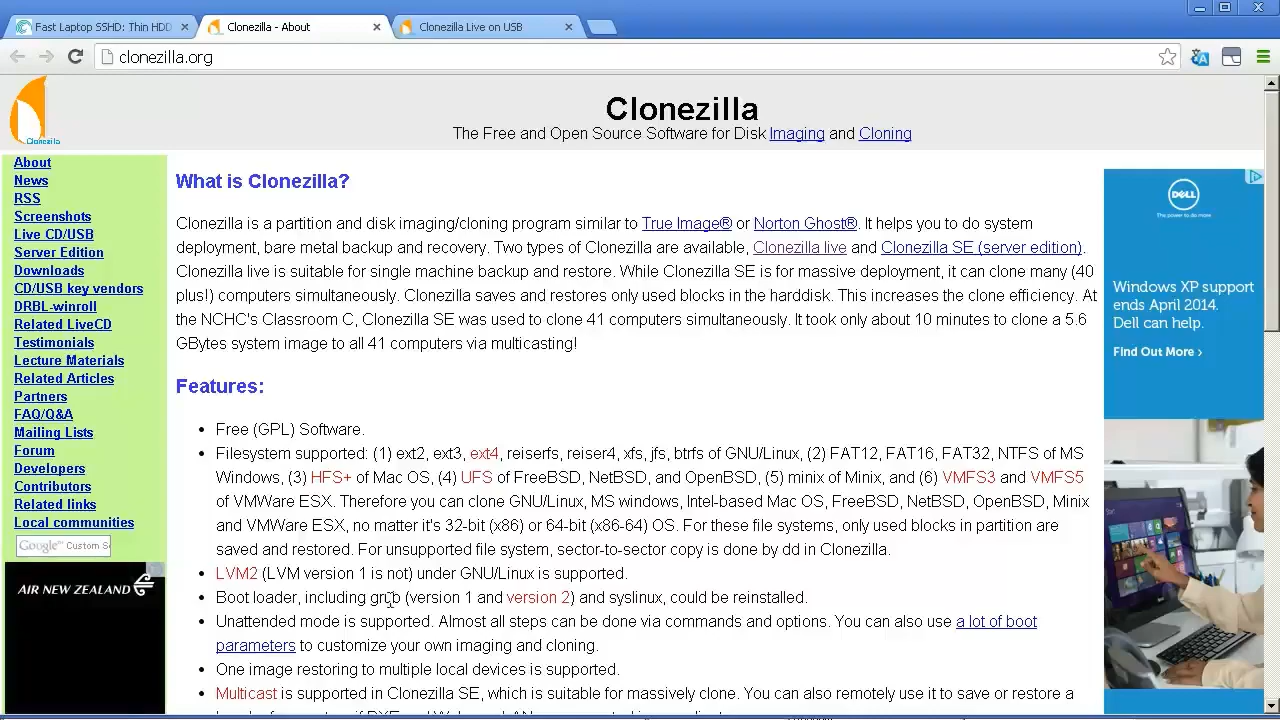 Fast Laptop SSHD: Thin HDD
Clonezilla - About
Clonezilla Live on USB
clonezilla.org
Clonezilla
Clonezilla
The Free and Open Source Software for Disk Imaging and Cloning
About
News
RSS
Screenshots
Live CD/USB
Server Edition
Downloads
CD/USB key vendors
DRBL-winroll
Related LiveCD
Testimonials
Lecture Materials
Related Articles
Partners
FAQ/Q&A
Mailing Lists
Forum
Developers
Contributors
Related links
Local communities
Google™ Custom S
AIR NEW ZEALAND
What is Clonezilla?
Clonezilla is a partition and disk imaging/cloning program similar to True Image® or Norton Ghost®. It helps you to do system
deployment, bare metal backup and recovery. Two types of Clonezilla are available, Clonezilla live and Clonezilla SE (server edition).
Clonezilla live is suitable for single machine backup and restore. While Clonezilla SE is for massive deployment, it can clone many (40
plus!) computers simultaneously. Clonezilla saves and restores only used blocks in the harddisk. This increases the clone efficiency. At
the NCHC's Classroom C, Clonezilla SE was used to clone 41 computers simultaneously. It took only about 10 minutes to clone a 5.6
GBytes system image to all 41 computers via multicasting!
Features:
• Free (GPL) Software.
• Filesystem supported: (1) ext2, ext3, ext4, reiserfs, reiser4, xfs, jfs, btrfs of GNU/Linux, (2) FAT12, FAT16, FAT32, NTFS of MS
Windows, (3) HFS+ of Mac OS, (4) UFS of FreeBSD, NetBSD, and OpenBSD, (5) minix of Minix, and (6) VMFS3 and VMFS5
of VMWare ESX. Therefore you can clone GNU/Linux, MS windows, Intel-based Mac OS, FreeBSD, NetBSD, OpenBSD, Minix
and VMWare ESX, no matter it's 32-bit (x86) or 64-bit (x86-64) OS. For these file systems, only used blocks in partition are
saved and restored. For unsupported file system, sector-to-sector copy is done by dd in Clonezilla.
• LVM2 (LVM version 1 is not) under GNU/Linux is supported.
• Boot loader, including grub (version 1 and version 2) and syslinux, could be reinstalled.
• Unattended mode is supported. Almost all steps can be done via commands and options. You can also use a lot of boot
parameters to customize your own imaging and cloning.
• One image restoring to multiple local devices is supported.
• Multicast is supported in Clonezilla SE, which is suitable for massively clone. You can also remotely use it to save or restore a
DELL
The power to do more
Windows XP support
ends April 2014.
Dell can help.
Find Out More ›